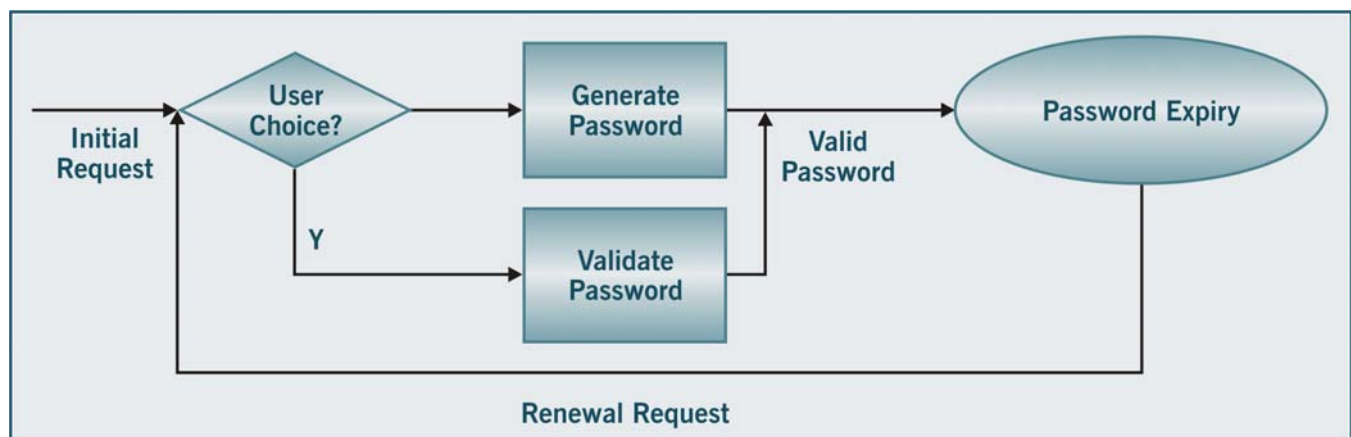 User
Choice?
Generate
Password
Password Expiry
Initial
Request
Valid
Password
Y
Validate
Password
Renewal Request